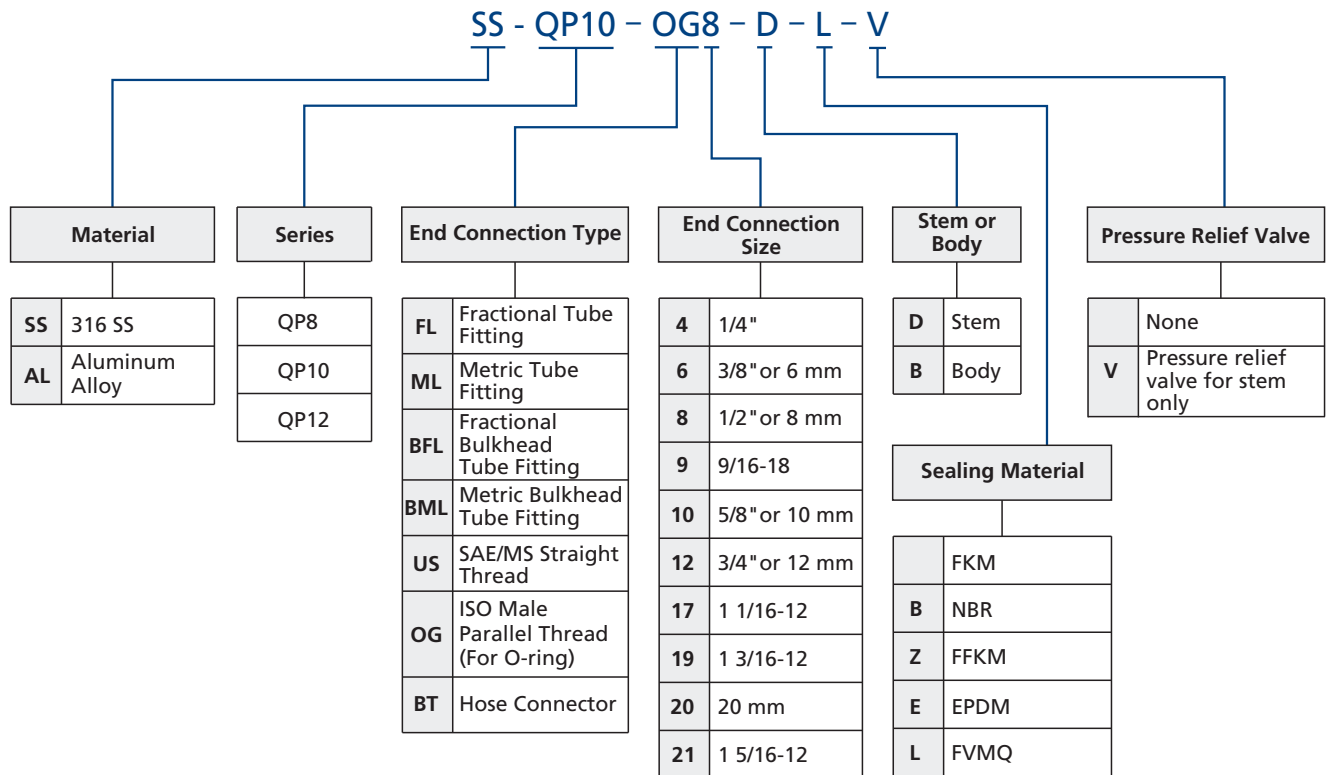 SS - QP10 – OG8 – D – L – V
Material
SS 316 SS
AL Aluminum
Alloy
Series
QP8
QP10
QP12
End Connection Type
FL Fractional Tube
Fitting
ML Metric Tube
Fitting
BFL Fractional
Bulkhead
Tube Fitting
BML Metric Bulkhead
Tube Fitting
US SAE/MS Straight
Thread
OG ISO Male
Parallel Thread
(For O-ring)
BT Hose Connector
End Connection
Size
4 1/4"
6 3/8"or 6 mm
8 1/2"or 8 mm
9 9/16-18
10 5/8"or 10 mm
12 3/4"or 12 mm
17 1 1/16-12
19 1 3/16-12
20 20 mm
21 1 5/16-12
Stem or
Body
D Stem
B Body
Sealing Material
FKM
B NBR
Z FFKM
E EPDM
L FVMQ
Pressure Relief Valve
None
V Pressure relief
valve for stem
only